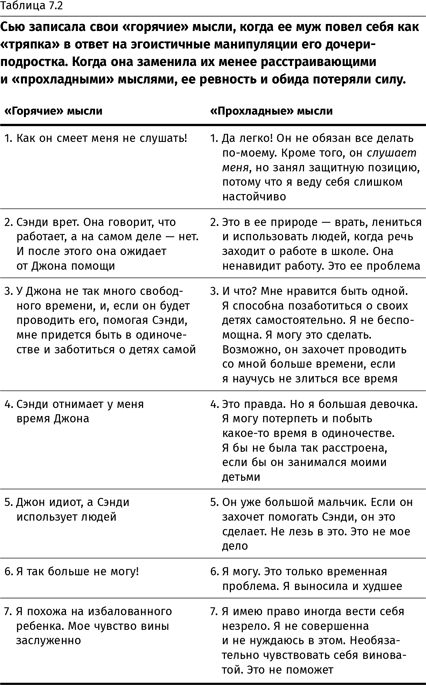 Таблица 7.2
Сью записала свои «горячие» мысли, когда ее муж повел себя как
«тряпка» в ответ на эгоистичные манипуляции его дочери-
подростка. Когда она заменила их менее расстраивающими
и «прохладными» мыслями, ее ревность и обида потеряли силу.
«Горячие» мысли
«Прохладные» мысли
1. Как он смеет меня не слушать!
1. Да легко! Он не обязан все делать
по-моему. Кроме того, он слушает
меня, но занял защитную позицию,
потому что я веду себя слишком
настойчиво
2. Сэнди врет. Она говорит, что
работает, а на самом деле — нет.
И после этого она ожидает
от Джона помощи
2. Это в ее природе — врать, лениться
и использовать людей, когда речь
заходит о работе в школе. Она
ненавидит работу. Это ее проблема
3. У Джона не так много свобод-
ного времени, и, если он будет
проводить его, помогая Сэнди,
мне придется быть в одиноче-
стве и заботиться о детях самой
3. И что? Мне нравится быть одной.
Я способна позаботиться о своих
детях самостоятельно. Я не беспо-
мощна. Я могу это сделать.
Возможно, он захочет проводить
со мной больше времени, если
я научусь не злиться все время
4. Сэнди отнимает у меня
время Джона
4. Это правда. Но я большая девочка.
Я могу потерпеть и побыть
какое-то время в одиночестве.
Я бы не была так расстроена,
если бы он занимался моими
детьми
5. Джон идиот, а Сэнди
использует людей
5. Он уже большой мальчик. Если он
захочет помогать Сэнди, он это
сделает. Не лезь в это. Это не мое
дело
6. Я так больше не могу!
6. Я могу. Это только временная
проблема. Я выносила и худшее
7. Я похожа на избалованного
ребенка. Мое чувство вины
заслуженно
7. Я имею право иногда вести себя
незрело. Я не совершенна
и не нуждаюсь в этом. Необяза-
тельно чувствовать себя винова-
той. Это не поможет